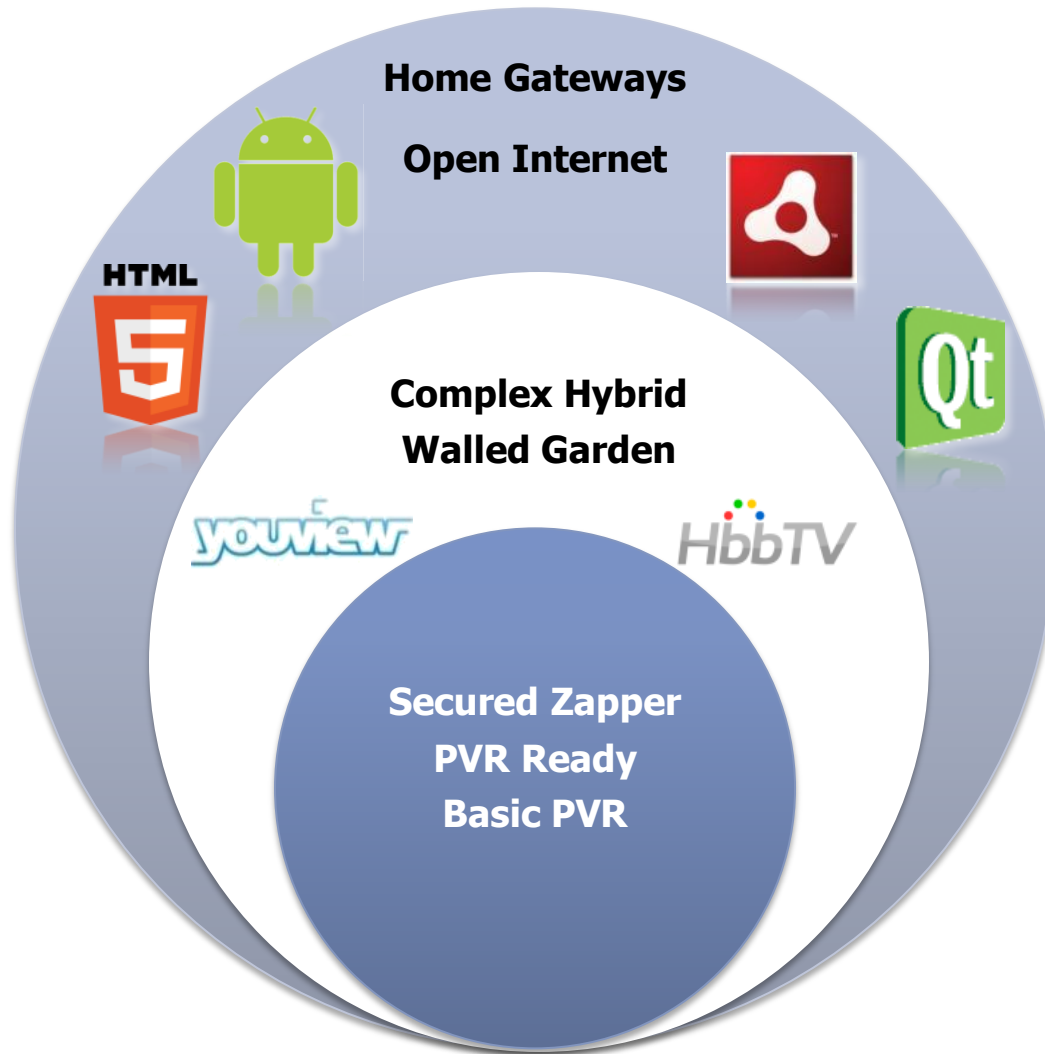 Home Gateways
Open Internet
HTML
5
Qt
Complex Hybrid
Walled Garden
youview
HbbTV
Secured Zapper
PVR Ready
Basic PVR